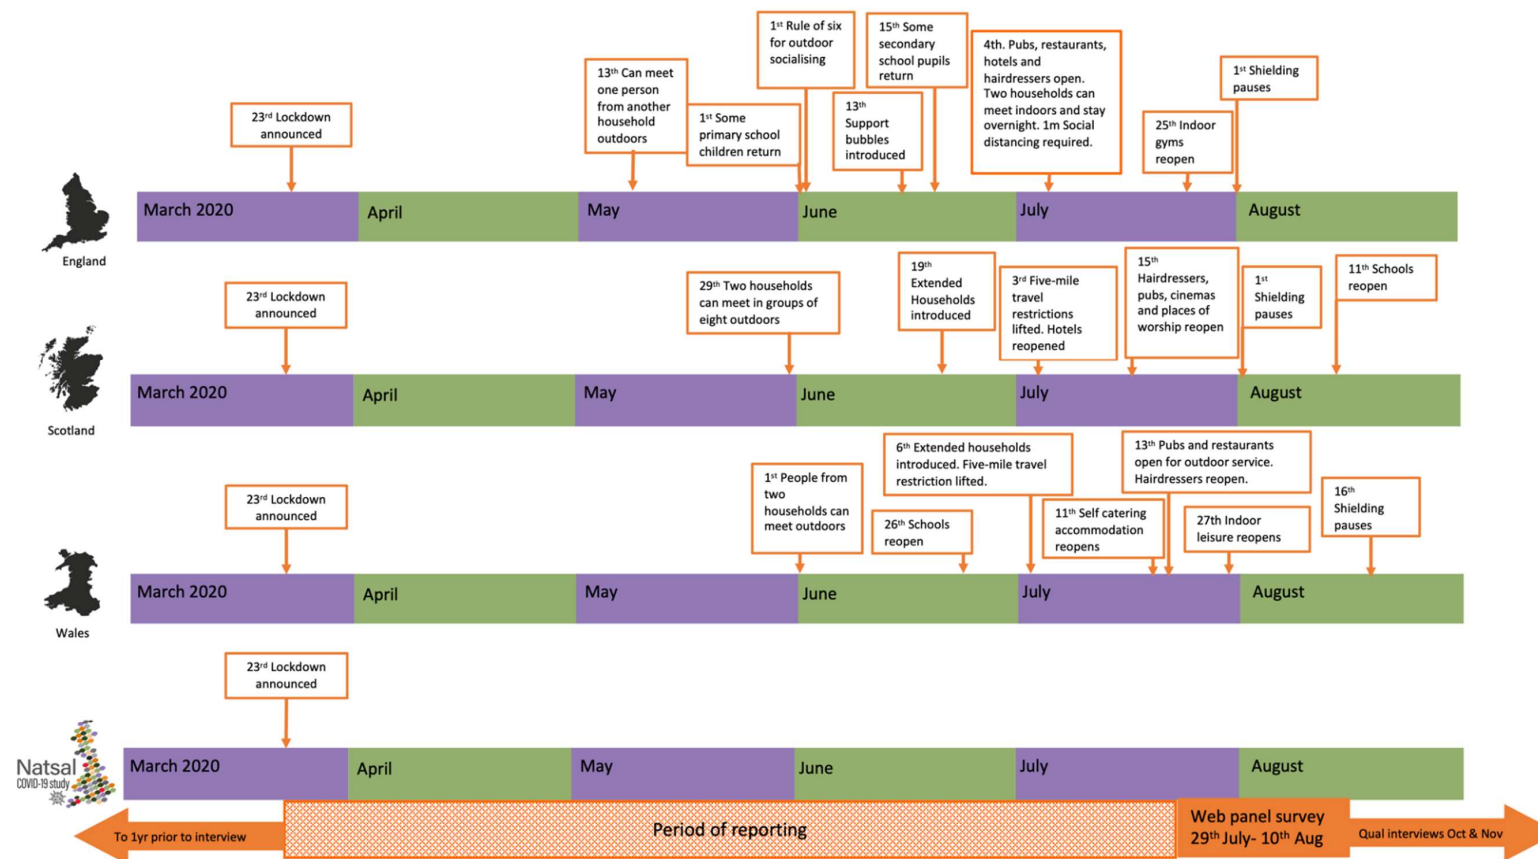 23rd Lockdown
announced
13th Can meet
one person
from another
household
outdoors
1st Some
primary school
children return
1st Rule of six
for outdoor
socialising
13th
Support
bubbles
introduced
15th Some
secondary
school pupils
return
4th. Pubs, restaurants,
hotels and
hairdressers open.
Two households can
meet indoors and stay
overnight. 1m Social
distancing required.
25th Indoor
gyms
reopen
1st Shielding
pauses
March 2020
April
May
June
July
August
England
23rd Lockdown
announced
29th Two households
can meet in groups of
eight outdoors
19th
Extended
Households
introduced
3rd Five-mile
travel
restrictions
lifted. Hotels
reopened
15th
Hairdressers,
pubs, cinemas
and places of
worship reopen
1st
Shielding
pauses
11th Schools
reopen
March 2020
April
May
June
July
August
Scotland
23rd Lockdown
announced
1st People from
two
households can
meet outdoors
26th Schools
reopen
6th Extended households
introduced. Five-mile travel
restriction lifted.
11th Self catering
accommodation
reopens
13th Pubs and restaurants
open for outdoor service.
Hairdressers reopen.
27th Indoor
leisure reopens
16th
Shielding
pauses
March 2020
April
May
June
July
August
Wales
23rd Lockdown
announced
March 2020
April
May
June
July
August
Natsal
COVID-19 study
To 1yr prior to interview
Period of reporting
Web panel survey
29th July- 10th Aug
Qual interviews Oct & Nov